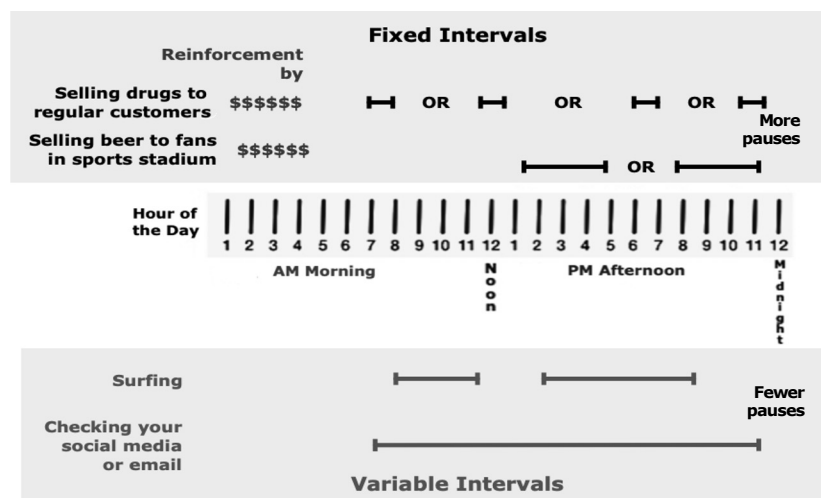 Fixed Intervals
Reinforcement
by
Selling drugs to
regular customers
$$$$$$
OR
OR
OR
Selling beer to fans
in sports stadium
$$$$$$
OR
More
pauses
Hour of
the Day
1 2 3 4 5 6 7 8 9 10 11 12 1 2 3 4 5 6 7 8 9 10 11 12
AM Morning
Noon
PM Afternoon
Midnight
Surfing
Fewer
pauses
Checking your
social media
or email
Variable Intervals